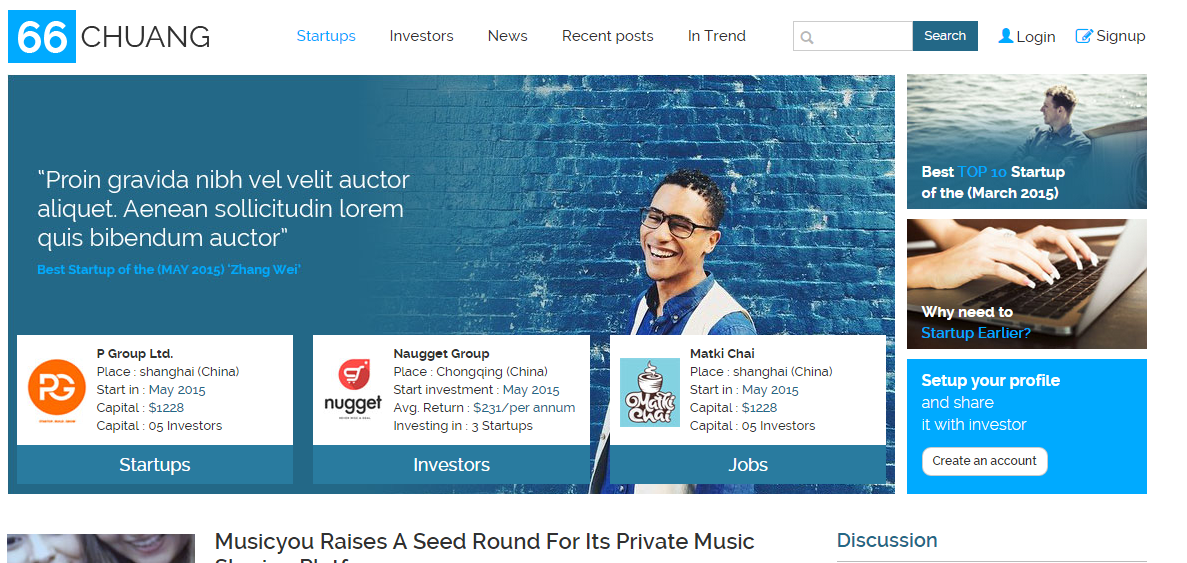 66 CHUANG
Startups
Investors
News
Recent posts
In Trend
Search
Login
Signup
“Proin gravida nibh vel velit auctor
aliquet. Aenean sollicitudin lorem
quis bibendum auctor”
Best Startup of the (MAY 2015) 'Zhang Wei'
PG
P Group Ltd.
Place : shanghai (China)
Start in : May 2015
Capital : $1228
Capital : 05 Investors
Startups
nugget
Naugget Group
Place : Chongqing (China)
Start investment : May 2015
Avg. Return : $231/per annum
Investing in : 3 Startups
Investors
Matki
Chai
Matki Chai
Place : shanghai (China)
Start in : May 2015
Capital : $1228
Capital : 05 Investors
Jobs
Best TOP 10 Startup
of the (March 2015)
Why need to
Startup Earlier?
Setup your profile
and share
it with investor
Create an account
Musicyou Raises A Seed Round For Its Private Music
Discussion